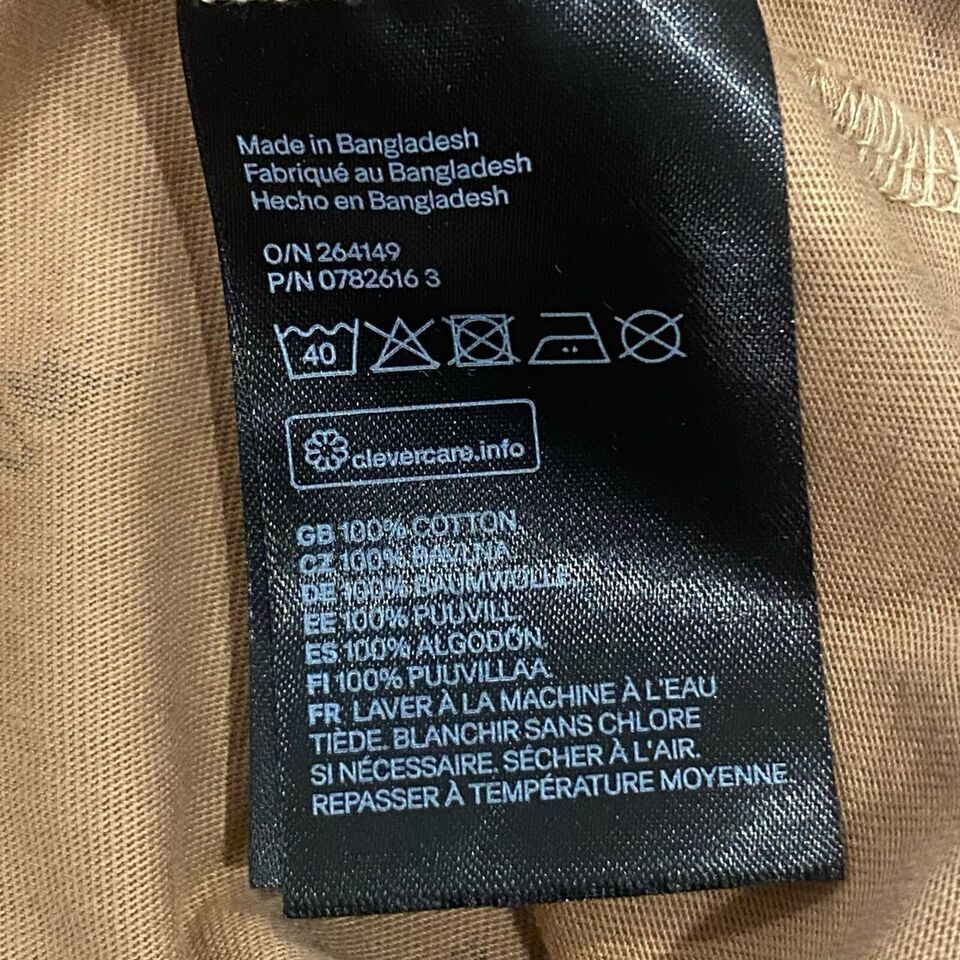 Made in Bangladesh
Fabriqué au Bangladesh
Hecho en Bangladesh
O/N 264149
P/N 0782616 3
40
clevercare.info
GB 100% COTTON.
CZ 100% BAVLNA.
DE 100% BAUMWOLLE.
EE 100% PUUVILL.
ES 100% ALGODÓN.
FI 100% PUUVILLAA.
FR LAVER À LA MACHINE À L'EAU
TIÈDE. BLANCHIR SANS CHLORE
SI NÉCESSAIRE. SÉCHER À L'AIR.
REPASSER À TEMPÉRATURE MOYENNE.